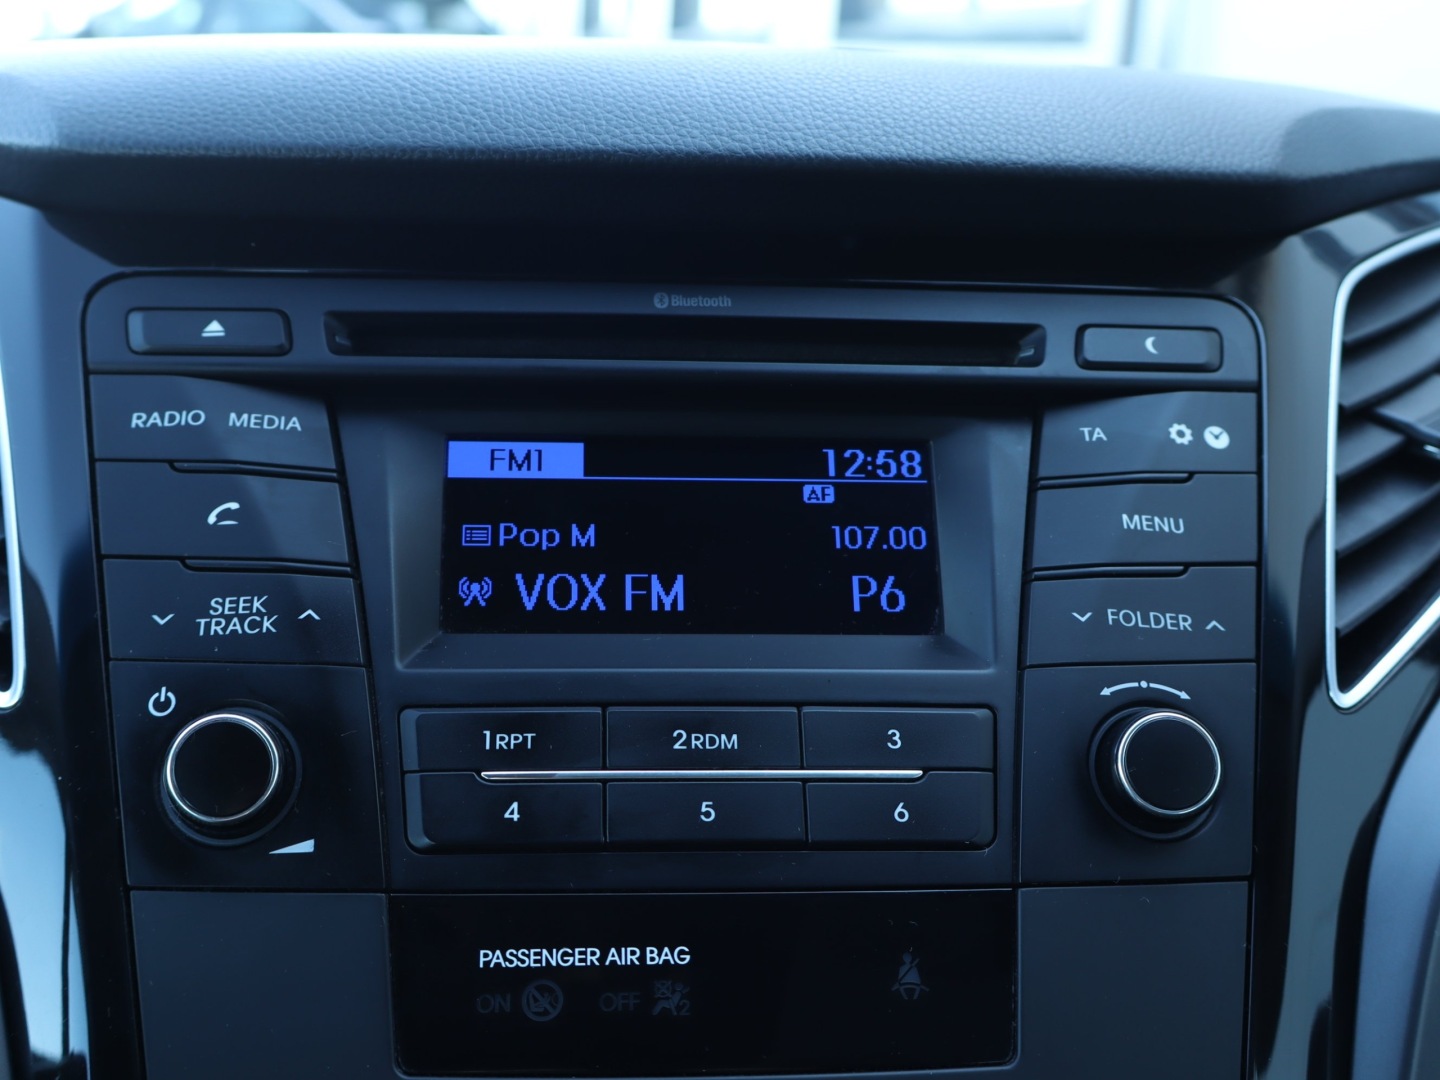 Bluetooth
RADIO MEDIA
TA
FM1 12:58
AF
MENU
Pop M 107.00
VOX FM P6
SEEK
TRACK
FOLDER
1RPT 2RDM 3
4 5 6
PASSENGER AIR BAG
ON OFF 2